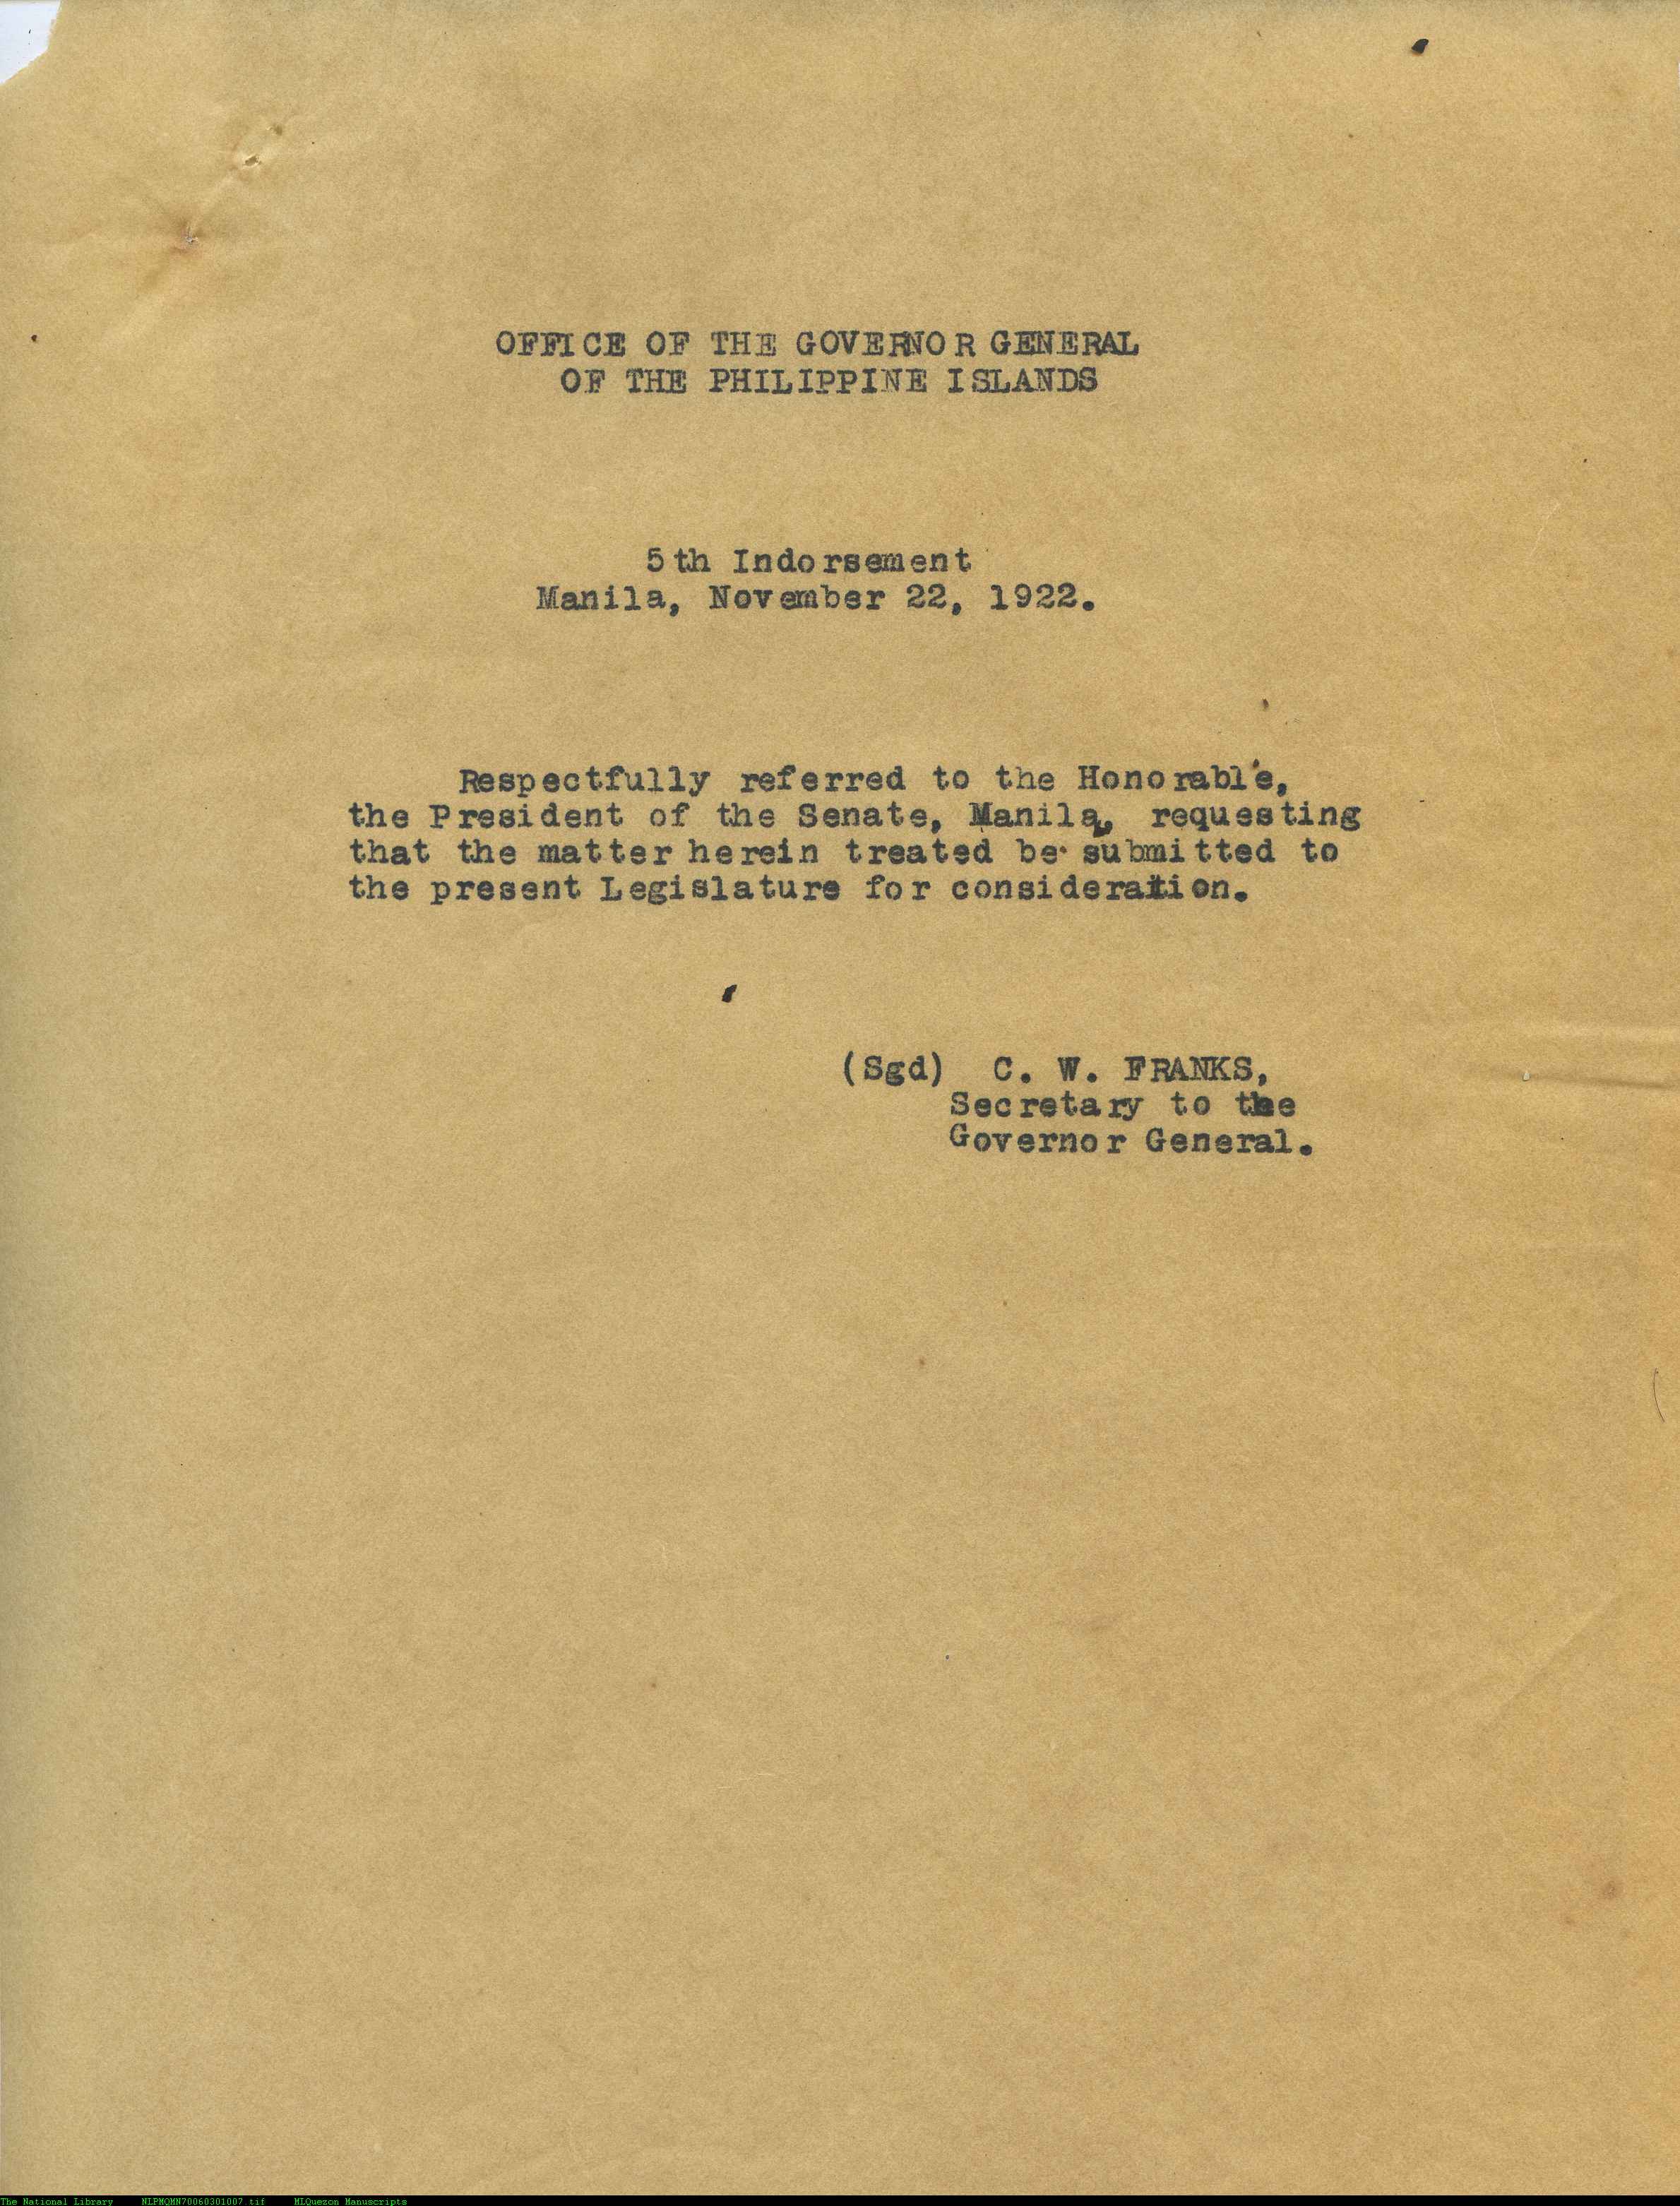 OFFICE OF THE GOVERNOR GENERAL
OF THE PHILIPPINE ISLANDS
5th Indorsement
Manila, November 22, 1922.
Respectfully referred to the Honorable,
the President of the Senate, Manila, requesting
that the matter herein treated be submitted to
the present Legislature for consideration.
(Sgd) C. W. FRANKS,
Secretary to the
Governor General.
The National Library NLPMQMN70060301007.tif MLQuezon Manuscripts